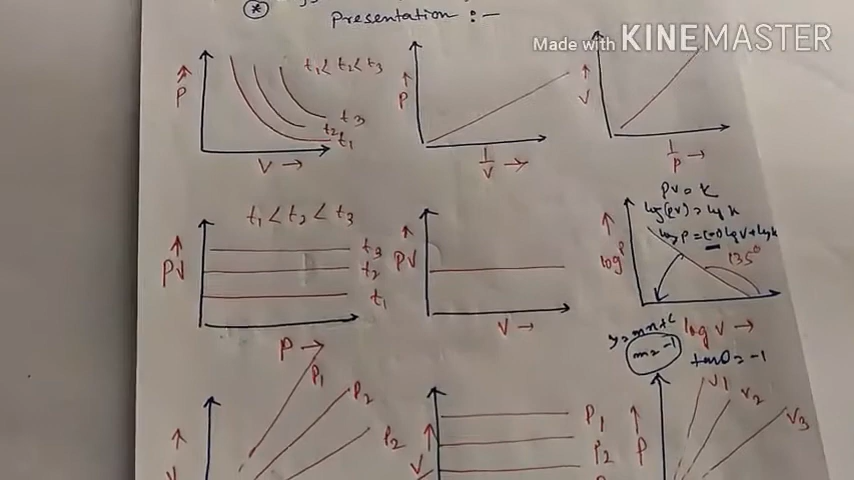 Presentation :-
Made with KINEMASTER
P
t1 < t2 < t3
t3
t2
t1
V →
P
1/V →
V
1/P →
PV = K
log(PV) = log K
log P = (-1) log V + log K
135°
log P
log V →
t1 < t2 < t3
PV
t3
t2
t1
P →
PV
V →
y = mx + c
m = -1
tanθ = -1
V
P1
P2
P2
V
P1
P2
P
V1
V2
V3